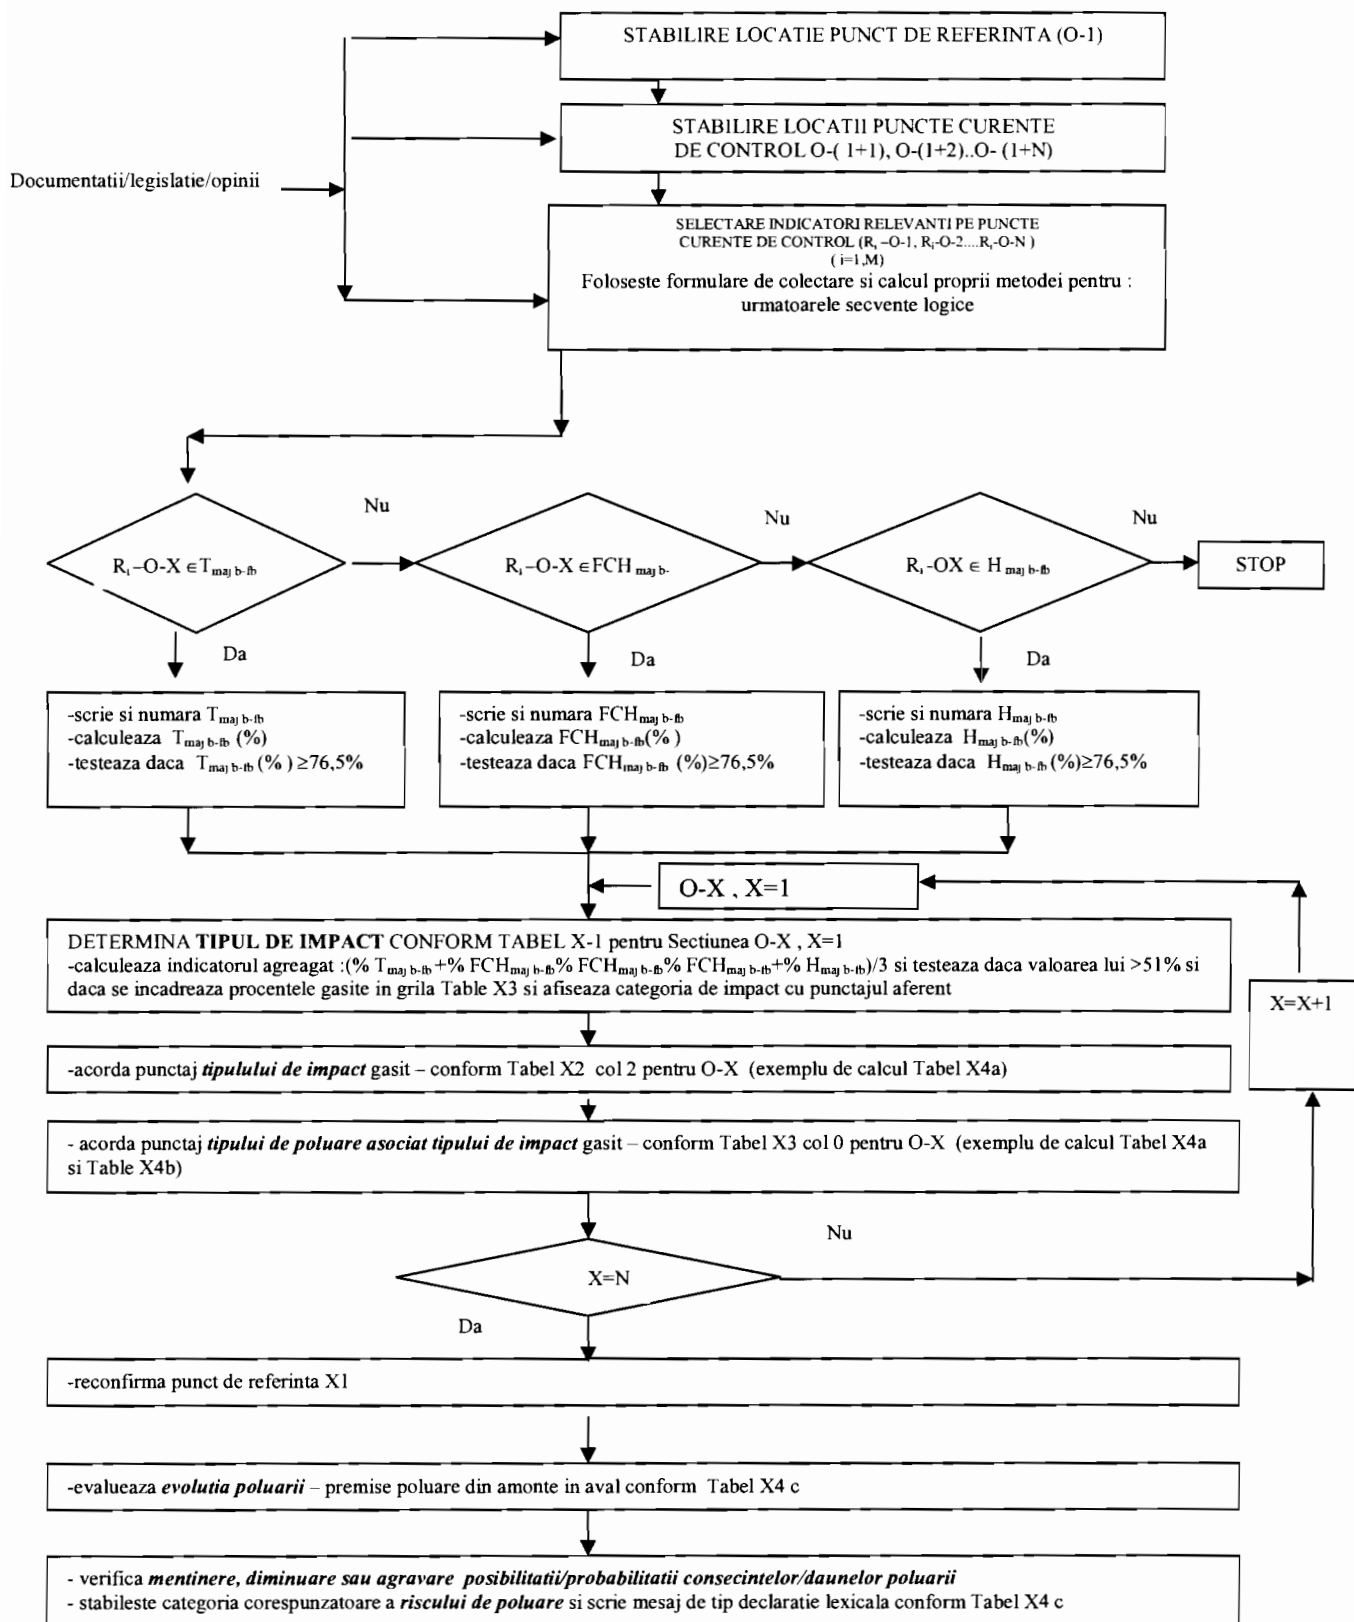 STABILIRE LOCATIE PUNCT DE REFERINTA (O-1)
STABILIRE LOCATII PUNCTE CURENTE
DE CONTROL O-( 1+1), O-(1+2)..O- (1+N)
Documentatii/legislatie/opinii
SELECTARE INDICATORI RELEVANTI PE PUNCTE
CURENTE DE CONTROL (Ri –O-1, Ri-O-2....Ri-O-N )
( i=1,M)
Foloseste formulare de colectare si calcul proprii metodei pentru :
urmatoarele secvente logice
Nu
Nu
Nu
Ri –O-X ∈Tmaj b-fb
Ri –O-X ∈FCH maj b-
Ri -OX ∈ H maj b-fb
STOP
Da
Da
Da
-scrie si numara Tmaj b-fb
-calculeaza Tmaj b-fb (%)
-testeaza daca Tmaj b-fb (% ) ≥76,5%
-scrie si numara FCHmaj b-fb
-calculeaza FCHmaj b-fb(% )
-testeaza daca FCHmaj b-fb (%)≥76,5%
-scrie si numara Hmaj b-fb
-calculeaza Hmaj b-fb(%)
-testeaza daca Hmaj b-fb (%)≥76,5%
O-X , X=1
DETERMINA TIPUL DE IMPACT CONFORM TABEL X-1 pentru Sectiunea O-X , X=1
-calculeaza indicatorul agreagat :(% Tmaj b-fb +% FCHmaj b-fb% FCHmaj b-fb% FCHmaj b-fb+% Hmaj b-fb)/3 si testeaza daca valoarea lui >51% si
daca se incadreaza procentele gasite in grila Table X3 si afiseaza categoria de impact cu punctajul aferent
X=X+1
-acorda punctaj tipulului de impact gasit – conform Tabel X2 col 2 pentru O-X (exemplu de calcul Tabel X4a)
- acorda punctaj tipului de poluare asociat tipului de impact gasit – conform Tabel X3 col 0 pentru O-X (exemplu de calcul Tabel X4a
si Table X4b)
Nu
X=N
Da
-reconfirma punct de referinta X1
-evalueaza evolutia poluarii – premise poluare din amonte in aval conform Tabel X4 c
- verifica mentinere, diminuare sau agravare posibilitatii/probabilitatii consecintelor/daunelor poluarii
- stabileste categoria corespunzatoare a riscului de poluare si scrie mesaj de tip declaratie lexicala conform Tabel X4 c